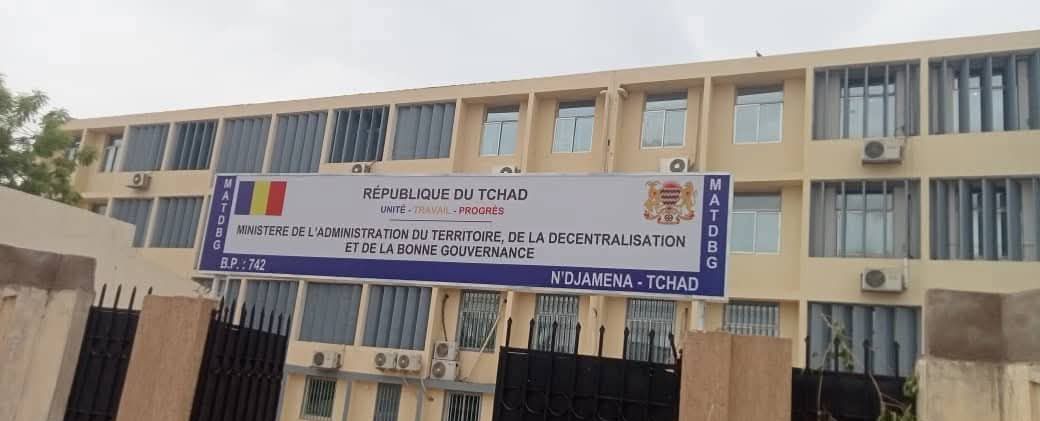 RÉPUBLIQUE DU TCHAD
UNITÉ - TRAVAIL - PROGRÈS
MINISTERE DE L'ADMINISTRATION DU TERRITOIRE, DE LA DECENTRALISATION
ET DE LA BONNE GOUVERNANCE
MATDBG
MATDBG
B.P. : 742
N'DJAMENA - TCHAD